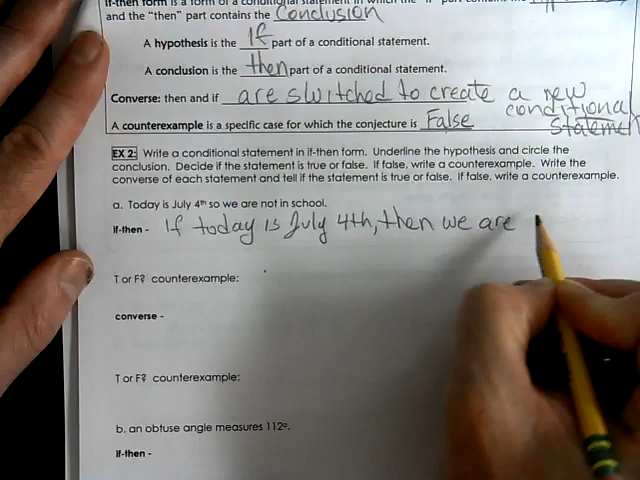 If-then form is a form of a conditional statement in which the "if" part contains the
and the "then" part contains the Conclusion
A hypothesis is the If part of a conditional statement.
A conclusion is the then part of a conditional statement.
Converse: then and if are switched to create a new conditional statement
A counterexample is a specific case for which the conjecture is False
EX 2: Write a conditional statement in if-then form. Underline the hypothesis and circle the
conclusion. Decide if the statement is true or false. If false, write a counterexample. Write the
converse of each statement and tell if the statement is true or false. If false, write a counterexample.
a. Today is July 4th so we are not in school.
If-then - If today is July 4th, then we are
T or F? counterexample:
converse -
T or F? counterexample:
b. an obtuse angle measures 112°.
If-then -